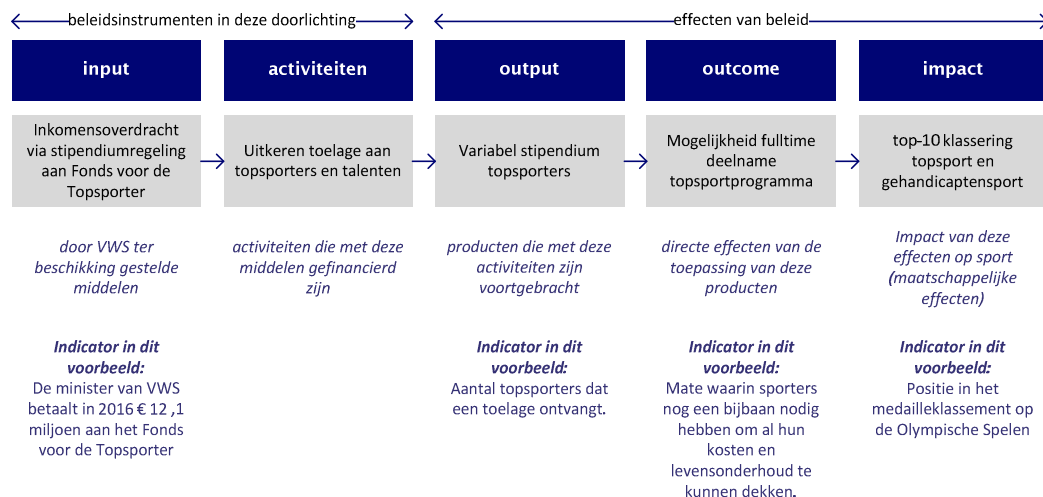 beleidsinstrumenten in deze doorlichting
effecten van beleid
input
activiteiten
output
outcome
impact
Inkomensoverdracht
via stipendiumregeling
aan Fonds voor de
Topsporter
Uitkeren toelage aan
topsporters en talenten
Variabel stipendium
topsporters
Mogelijkheid fulltime
deelname
topsportprogramma
top-10 klassering
topsport en
gehandicaptensport
door VWS ter
beschikking gestelde
middelen
activiteiten die met deze
middelen gefinancierd
zijn
producten die met deze
activiteiten zijn
voortgebracht
directe effecten van de
toepassing van deze
producten
Impact van deze
effecten op sport
(maatschappelijke
effecten)
Indicator in dit
voorbeeld:
De minister van VWS
betaalt in 2016 € 12 ,1
miljoen aan het Fonds
voor de Topsporter
Indicator in dit
voorbeeld:
Aantal topsporters dat
een toelage ontvangt.
Indicator in dit
voorbeeld:
Mate waarin sporters
nog een bijbaan nodig
hebben om al hun
kosten en
levensonderhoud te
kunnen dekken.
Indicator in dit
voorbeeld:
Positie in het
medailleklassement op
de Olympische Spelen